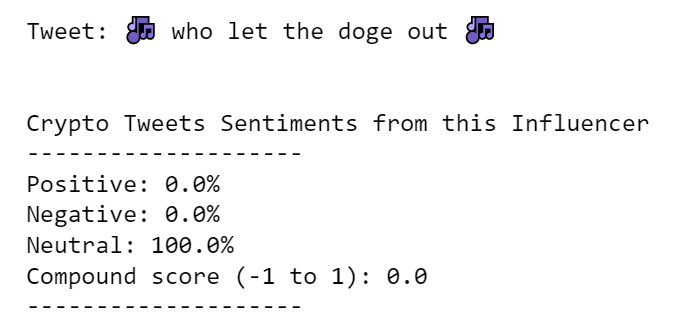 Tweet: 🎶 who let the doge out 🎶
Crypto Tweets Sentiments from this Influencer
--------------------
Positive: 0.0%
Negative: 0.0%
Neutral: 100.0%
Compound score (-1 to 1): 0.0
--------------------